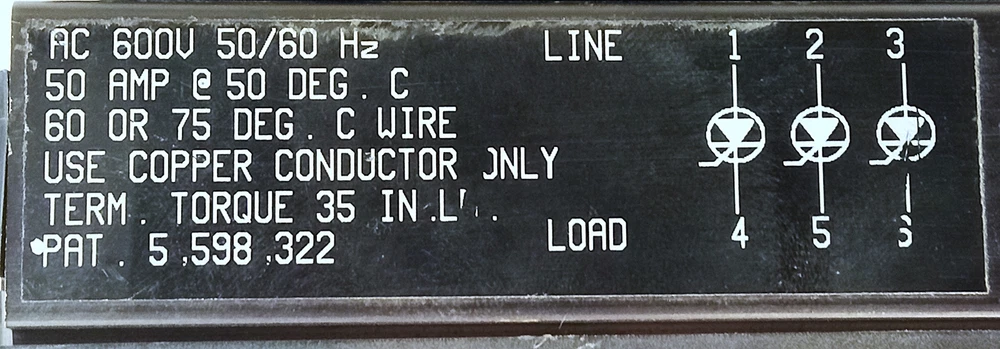 AC 600V 50/60 Hz
50 AMP @ 50 DEG. C
60 OR 75 DEG. C WIRE
USE COPPER CONDUCTOR ONLY
TERM. TORQUE 35 IN.
PAT. 5,598,322
LINE 1 2 3
LOAD 4 5 6